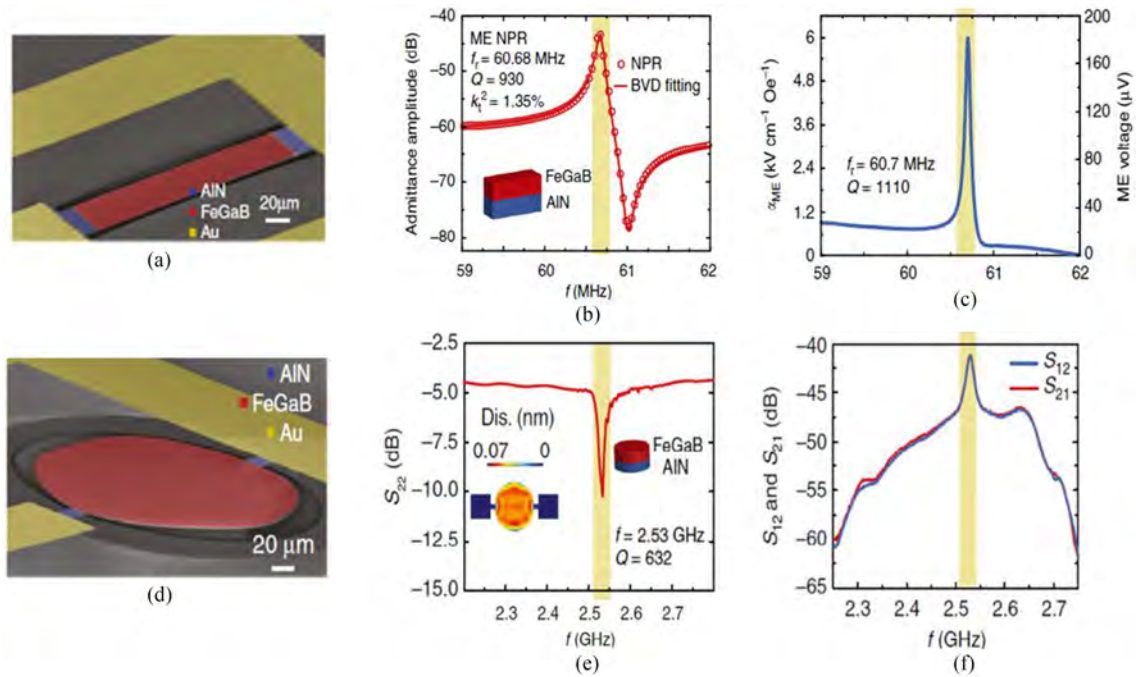 AlN
FeGaB
Au
20μm
(a)
Admittance amplitude (dB)
−40
−50
−60
−70
−80
59
60
61
62
f (MHz)
ME NPR
fr = 60.68 MHz
Q = 930
kt² = 1.35%
NPR
BVD fitting
FeGaB
AlN
(b)
αME (kV cm⁻¹ Oe⁻¹)
6
4.8
3.6
2.4
1.2
0
59
60
61
62
fr = 60.7 MHz
Q = 1110
200
160
120
80
40
0
ME voltage (μV)
(c)
AlN
FeGaB
Au
20 μm
(d)
S22 (dB)
−2.5
−5.0
−7.5
−10.0
−12.5
−15.0
Dis. (nm)
0.07
0
FeGaB
AlN
f = 2.53 GHz
Q = 632
2.3
2.4
2.5
2.6
2.7
f (GHz)
(e)
S12 and S21 (dB)
−40
−45
−50
−55
−60
−65
S12
S21
2.3
2.4
2.5
2.6
2.7
f(GHz)
(f)